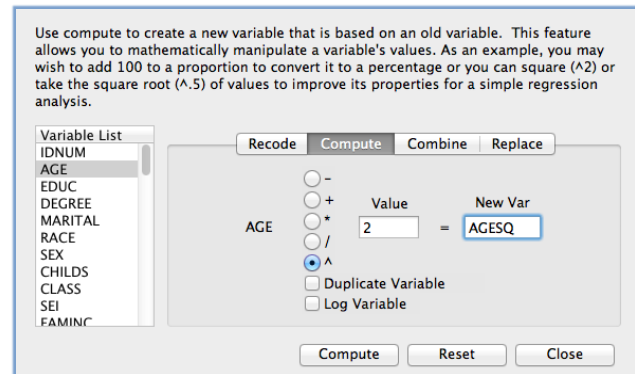 Use compute to create a new variable that is based on an old variable.  This feature
allows you to mathematically manipulate a variable's values. As an example, you may
wish to add 100 to a proportion to convert it to a percentage or you can square (^2) or
take the square root (^.5) of values to improve its properties for a simple regression
analysis.
Variable List
IDNUM
AGE
EDUC
DEGREE
MARITAL
RACE
SEX
CHILDS
CLASS
SEI
FAMINC
Recode Compute Combine Replace
-
+
*
/
^
AGE
Value
2
=
New Var
AGESQ
Duplicate Variable
Log Variable
Compute Reset Close